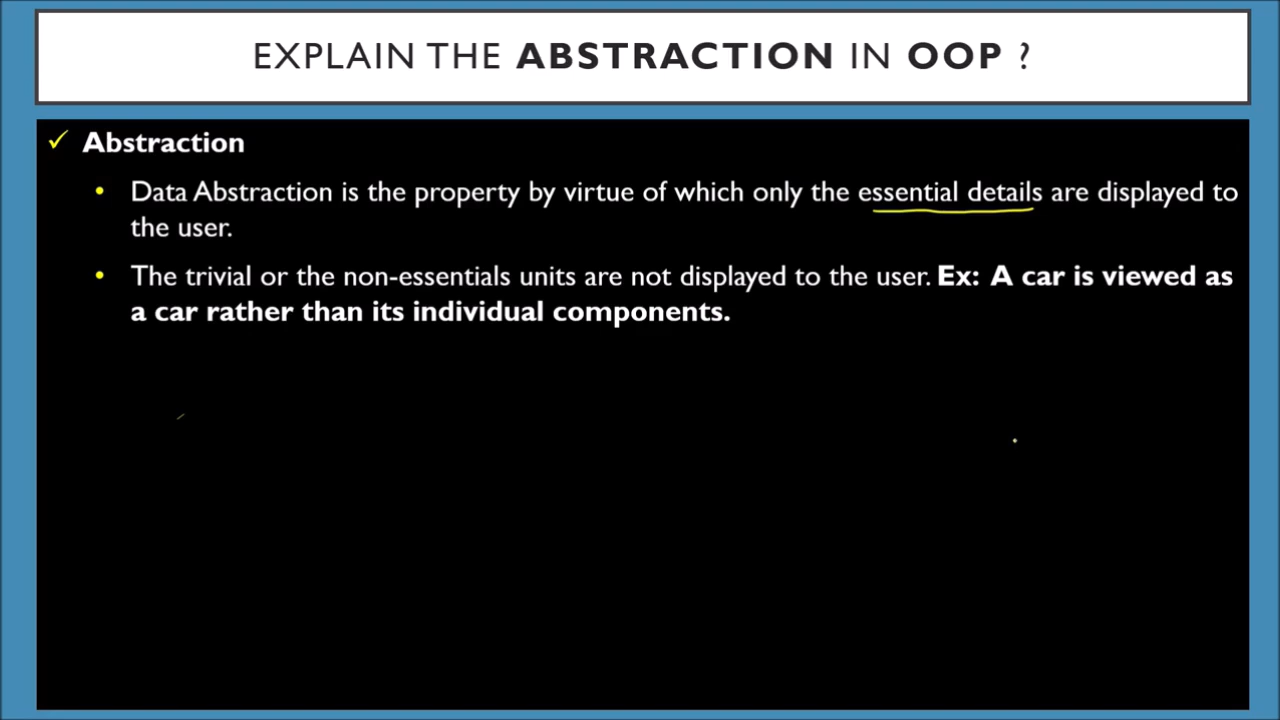 EXPLAIN THE ABSTRACTION IN OOP ?
✓ Abstraction
• Data Abstraction is the property by virtue of which only the essential details are displayed to
the user.
• The trivial or the non-essentials units are not displayed to the user. Ex: A car is viewed as
a car rather than its individual components.